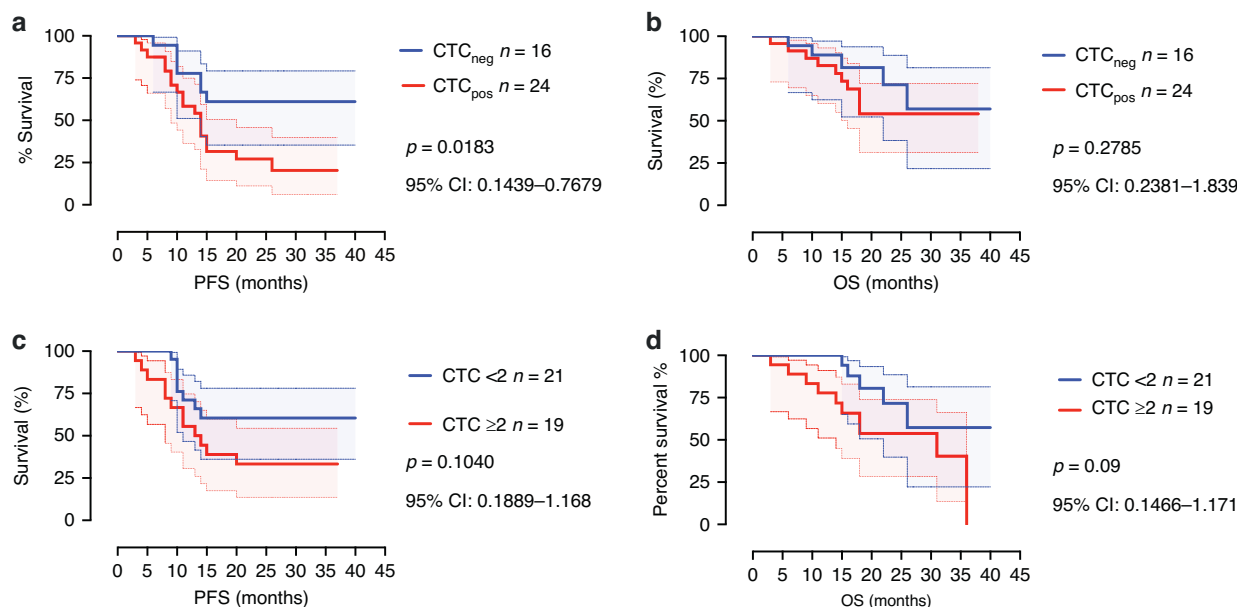 a
% Survival
100
75
50
25
0
0 5 10 15 20 25 30 35 40 45
PFS (months)
CTCneg n = 16
CTCpos n = 24
p = 0.0183
95% CI: 0.1439–0.7679
b
Survival (%)
100
75
50
25
0
0 5 10 15 20 25 30 35 40 45
OS (months)
CTCneg n = 16
CTCpos n = 24
p = 0.2785
95% CI: 0.2381–1.839
c
Survival (%)
100
75
50
25
0
0 5 10 15 20 25 30 35 40 45
PFS (months)
CTC <2 n = 21
CTC ≥2 n = 19
p = 0.1040
95% CI: 0.1889–1.168
d
Percent survival %
100
75
50
25
0
0 5 10 15 20 25 30 35 40 45
OS (months)
CTC <2 n = 21
CTC ≥2 n = 19
p = 0.09
95% CI: 0.1466–1.171